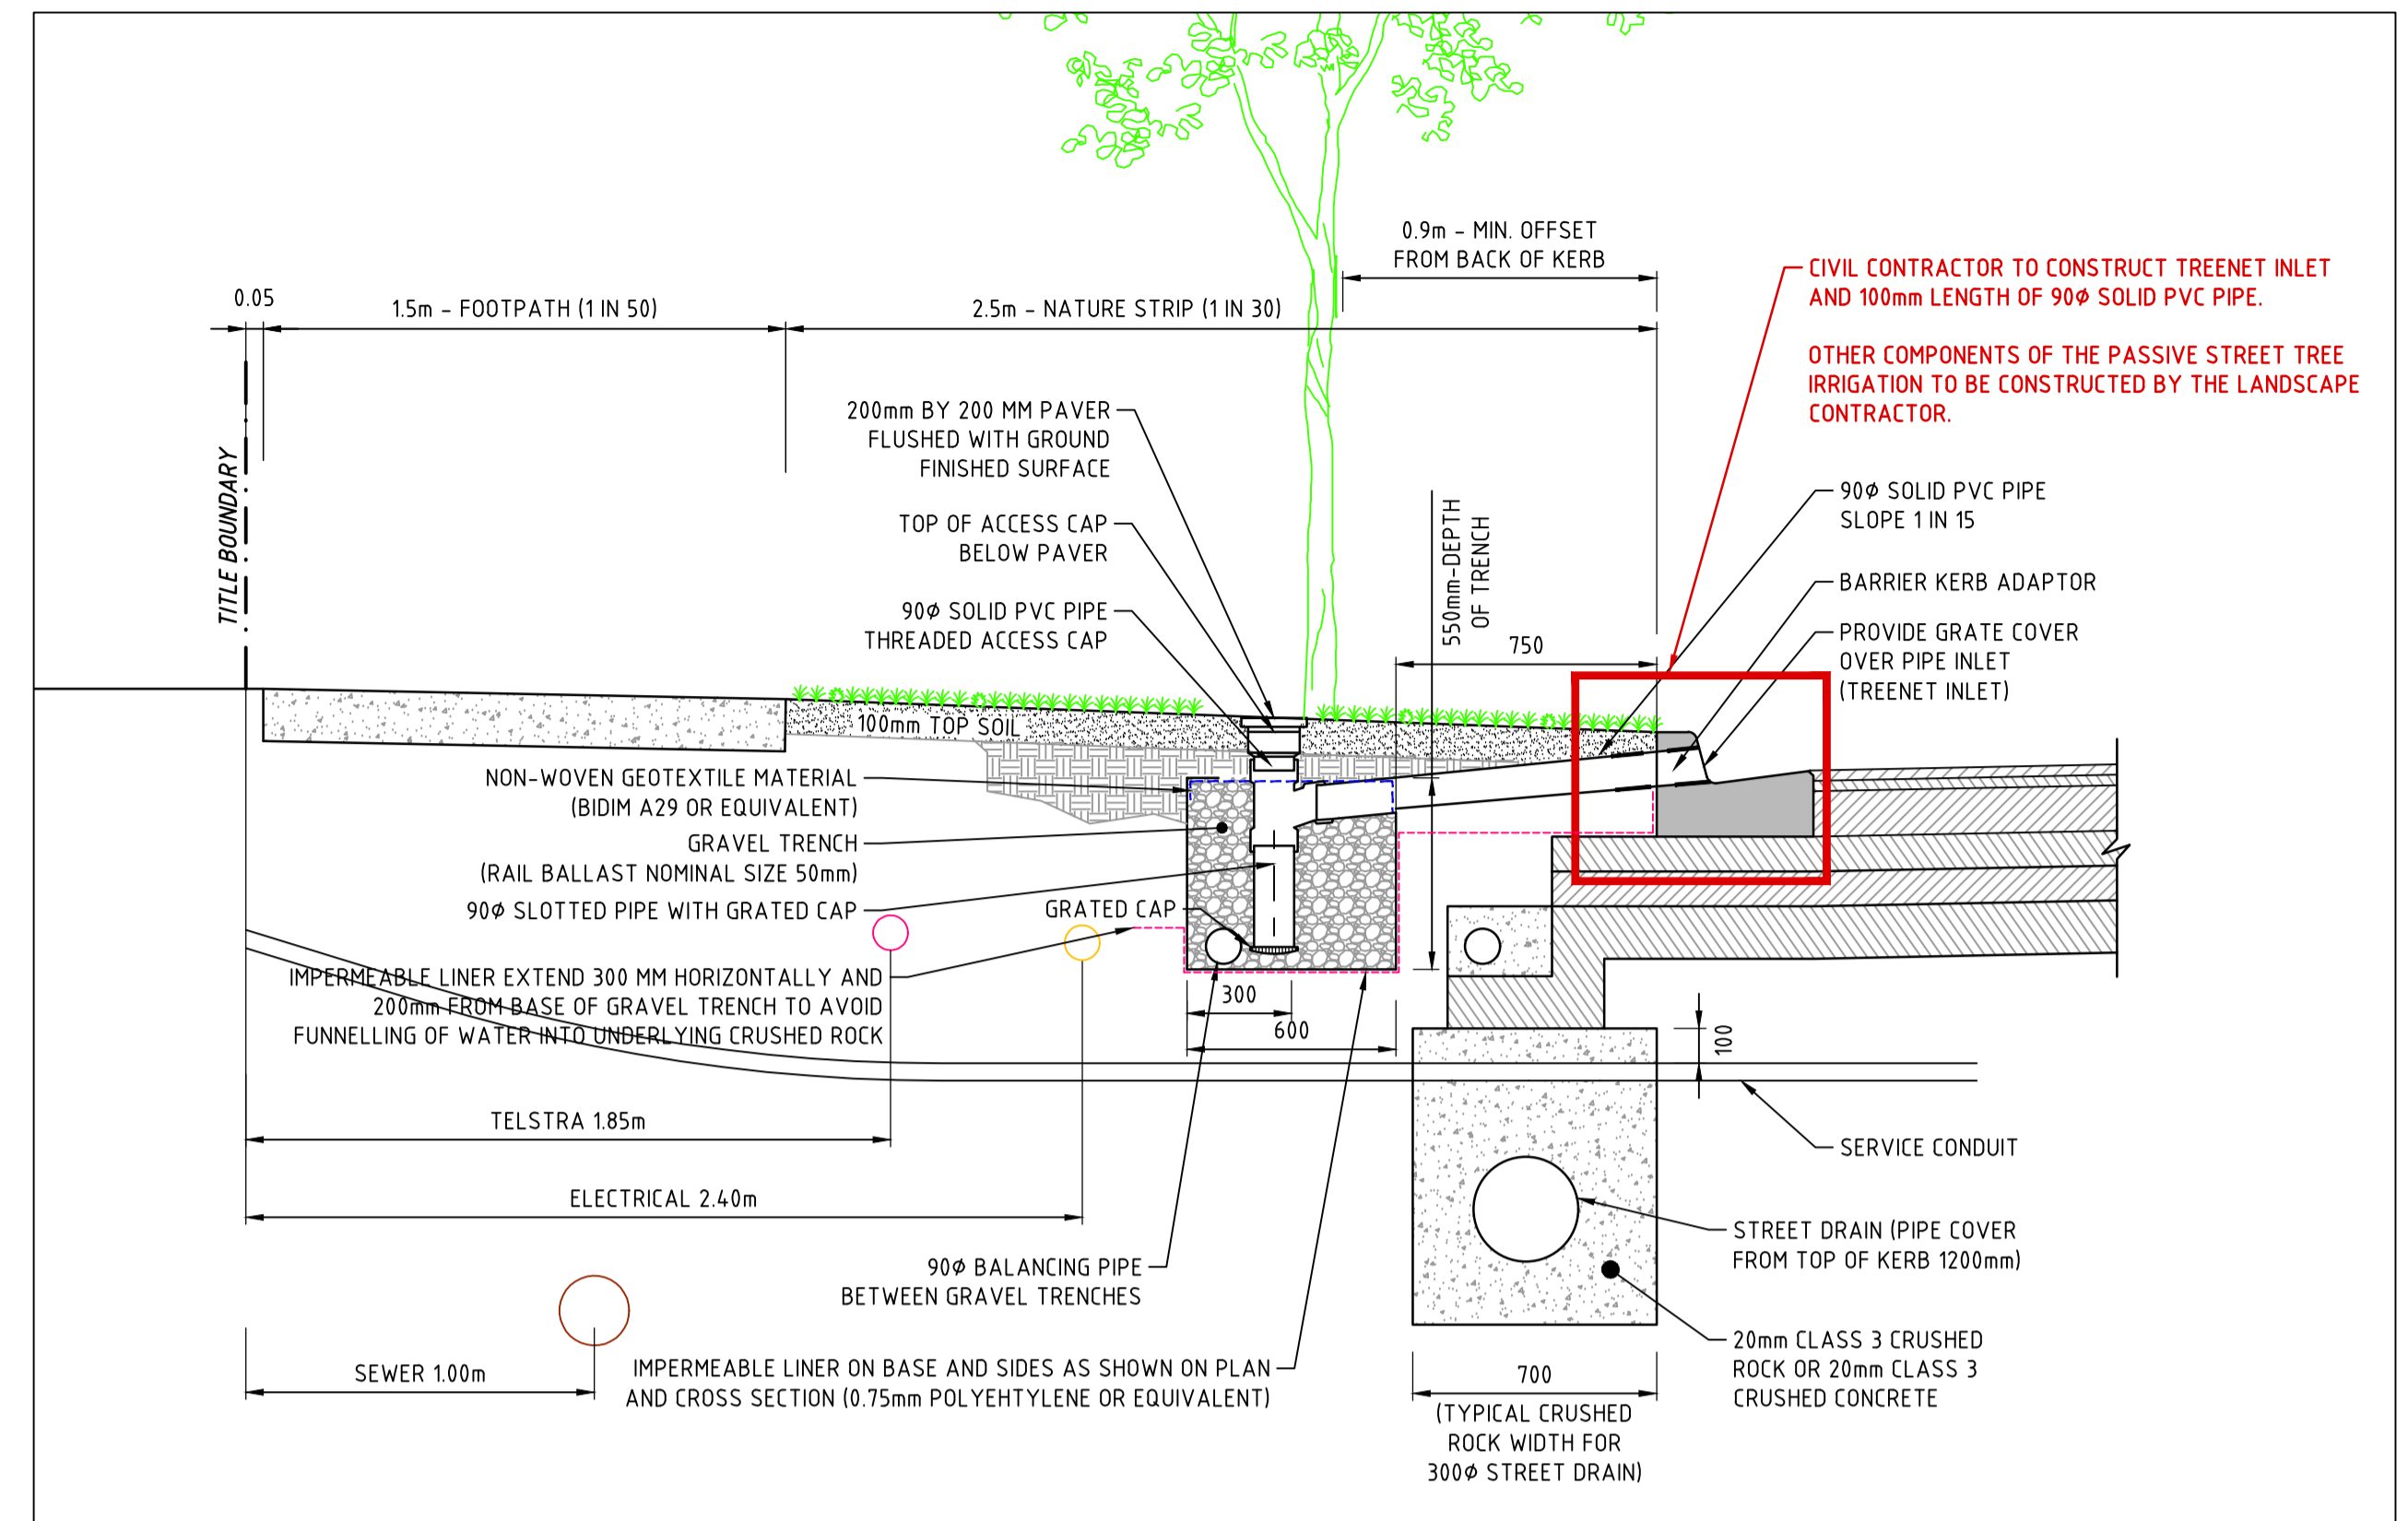 0.9m - MIN. OFFSET
FROM BACK OF KERB
CIVIL CONTRACTOR TO CONSTRUCT TREENET INLET
AND 100mm LENGTH OF 90Ø SOLID PVC PIPE.
OTHER COMPONENTS OF THE PASSIVE STREET TREE
IRRIGATION TO BE CONSTRUCTED BY THE LANDSCAPE
CONTRACTOR.
0.05
1.5m - FOOTPATH (1 IN 50)
2.5m - NATURE STRIP (1 IN 30)
TITLE BOUNDARY
200mm BY 200 MM PAVER
FLUSHED WITH GROUND
FINISHED SURFACE
TOP OF ACCESS CAP
BELOW PAVER
90Ø SOLID PVC PIPE
THREADED ACCESS CAP
550mm-DEPTH
OF TRENCH
750
90Ø SOLID PVC PIPE
SLOPE 1 IN 15
BARRIER KERB ADAPTOR
PROVIDE GRATE COVER
OVER PIPE INLET
(TREENET INLET)
100mm TOP SOIL
NON-WOVEN GEOTEXTILE MATERIAL
(BIDIM A29 OR EQUIVALENT)
GRAVEL TRENCH
(RAIL BALLAST NOMINAL SIZE 50mm)
90Ø SLOTTED PIPE WITH GRATED CAP
GRATED CAP
IMPERMEABLE LINER EXTEND 300 MM HORIZONTALLY AND
200mm FROM BASE OF GRAVEL TRENCH TO AVOID
FUNNELLING OF WATER INTO UNDERLYING CRUSHED ROCK
300
600
100
TELSTRA 1.85m
SERVICE CONDUIT
ELECTRICAL 2.40m
STREET DRAIN (PIPE COVER
FROM TOP OF KERB 1200mm)
90Ø BALANCING PIPE
BETWEEN GRAVEL TRENCHES
SEWER 1.00m
IMPERMEABLE LINER ON BASE AND SIDES AS SHOWN ON PLAN
AND CROSS SECTION (0.75mm POLYEHTYLENE OR EQUIVALENT)
20mm CLASS 3 CRUSHED
ROCK OR 20mm CLASS 3
CRUSHED CONCRETE
700
(TYPICAL CRUSHED
ROCK WIDTH FOR
300Ø STREET DRAIN)